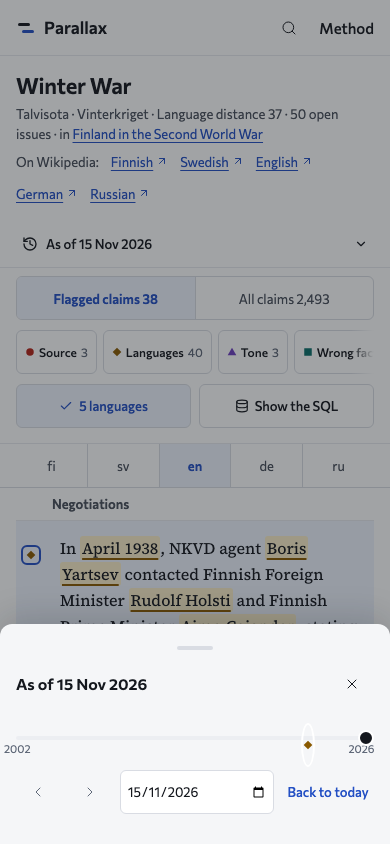 Parallax
Method
Winter War
Talvisota · Vinterkriget · Language distance 37 · 50 open
issues · in Finland in the Second World War
On Wikipedia: Finnish Swedish English
German Russian
As of 15 Nov 2026
Flagged claims 38 All claims 2,493
Source 3 Languages 40 Tone 3 Wrong
5 languages Show the SQL
fi sv en de ru
Negotiations
In April 1938, NKVD agent Boris
Yartsev contacted Finnish Foreign
Minister Rudolf Holsti and Finnish
As of 15 Nov 2026
2002 2026
15/11/2026 Back to today